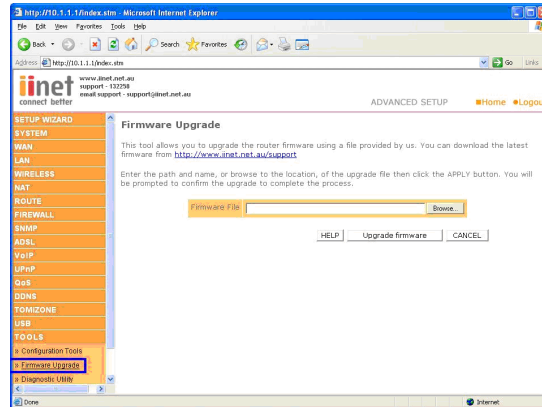 http://10.1.1.1/index.stm - Microsoft Internet Explorer
File Edit View Favorites Tools Help
Back Search Favorites
Address http://10.1.1.1/index.stm Go Links
iinet
connect better
www.iinet.net.au
support - 132258
email support - support@iinet.net.au
ADVANCED SETUP Home Logou
SETUP WIZARD
SYSTEM
WAN
LAN
WIRELESS
NAT
ROUTE
FIREWALL
SNMP
ADSL
VoIP
UPnP
QoS
DDNS
TOMIZONE
USB
TOOLS
» Configuration Tools
» Firmware Upgrade
» Diagnostic Utility
Firmware Upgrade
This tool allows you to upgrade the router firmware using a file provided by us. You can download the latest
firmware from http://www.iinet.net.au/support
Enter the path and name, or browse to the location, of the upgrade file then click the APPLY button. You will
be prompted to confirm the upgrade to complete the process.
Firmware File Browse...
HELP Upgrade firmware CANCEL
Done Internet